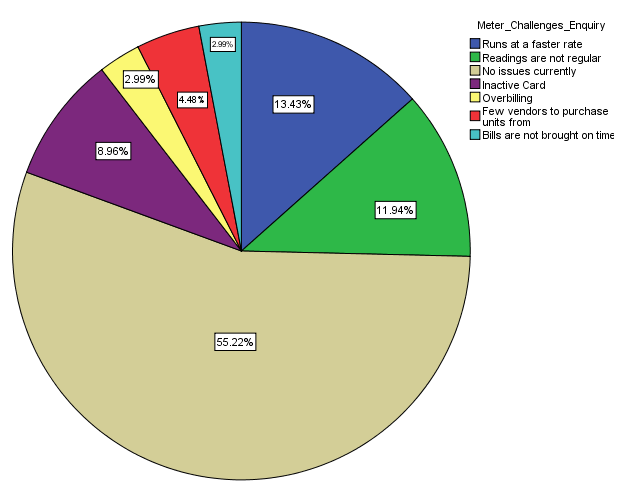 Meter_Challenges_Enquiry
Runs at a faster rate
Readings are not regular
No issues currently
Inactive Card
Overbilling
Few vendors to purchase
units from
Bills are not brought on time
2.99%
2.99%
4.48%
13.43%
8.96%
11.94%
55.22%